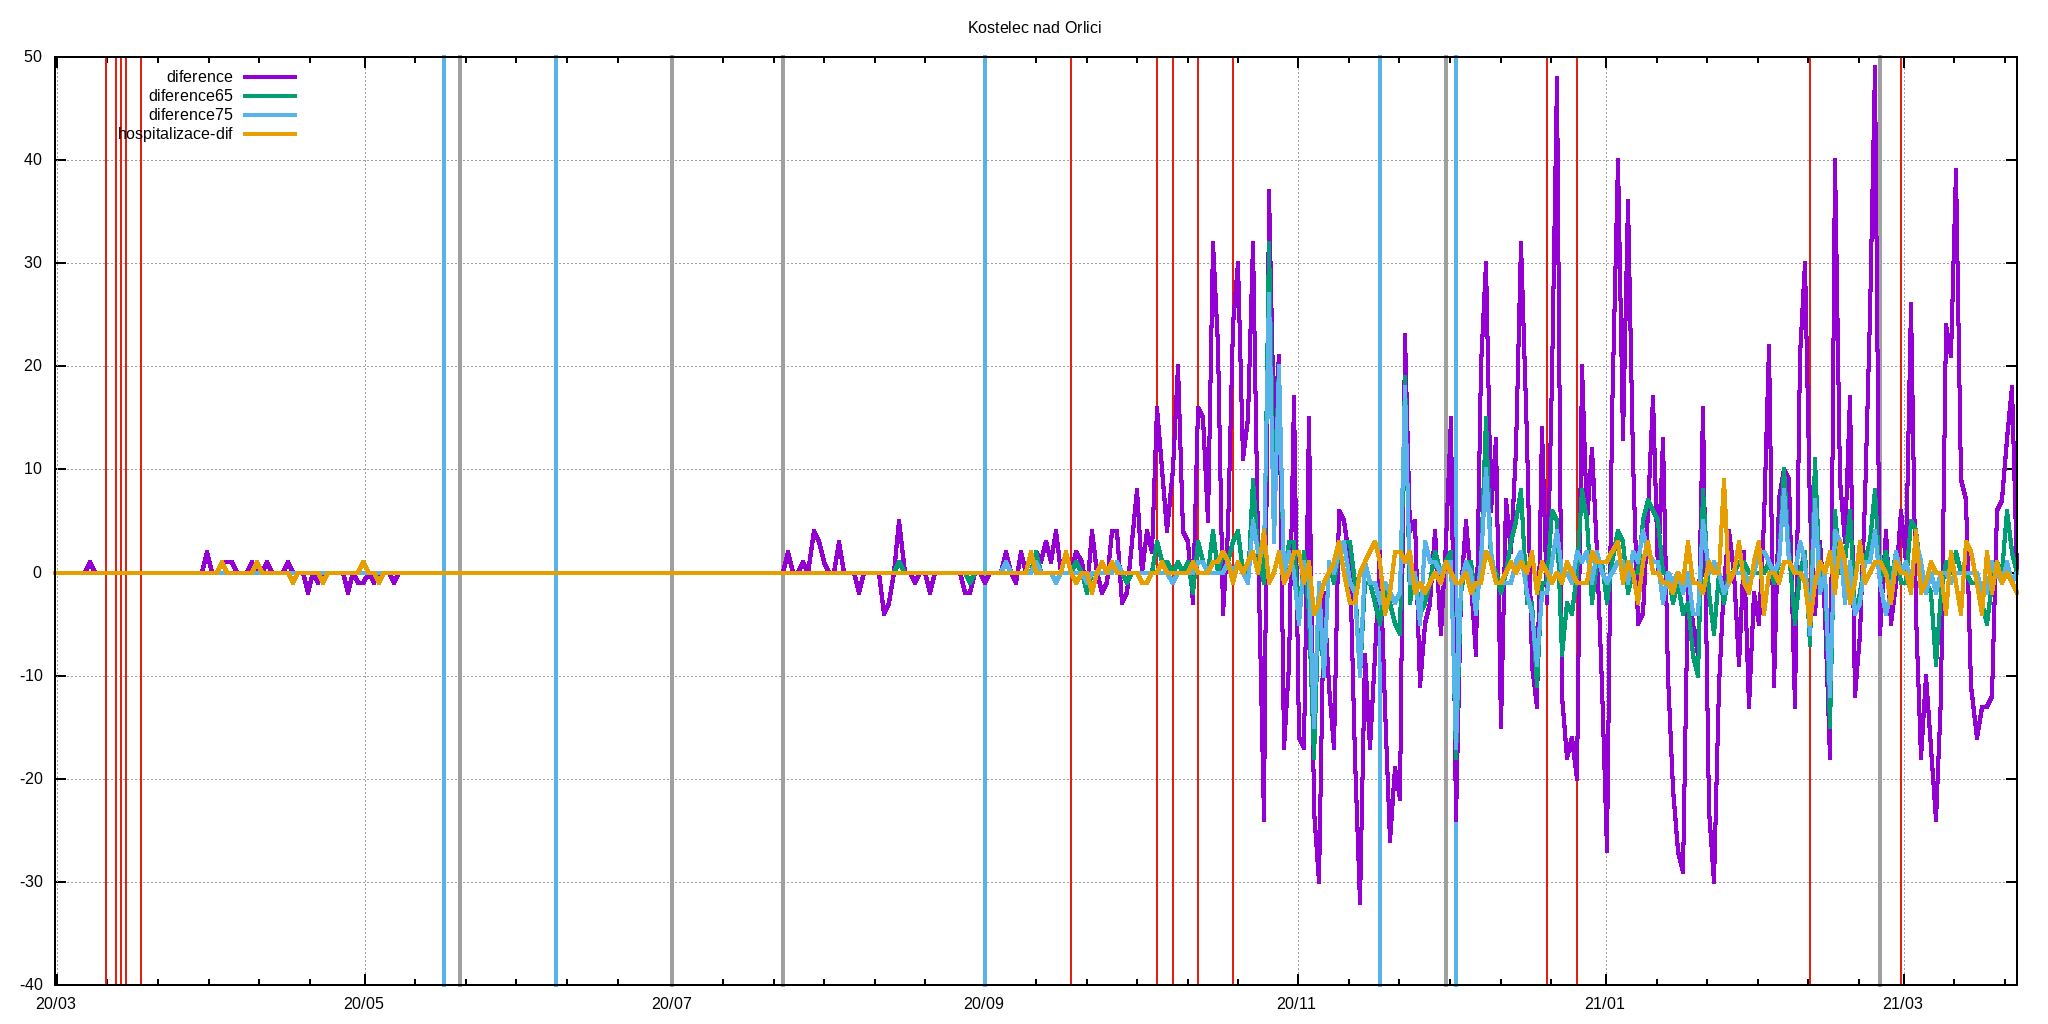 Kostelec nad Orlici
diference
diference65
diference75
hospitalizace-dif
50
40
30
20
10
0
-10
-20
-30
-40
20/03 20/05 20/07 20/09 20/11 21/01 21/03